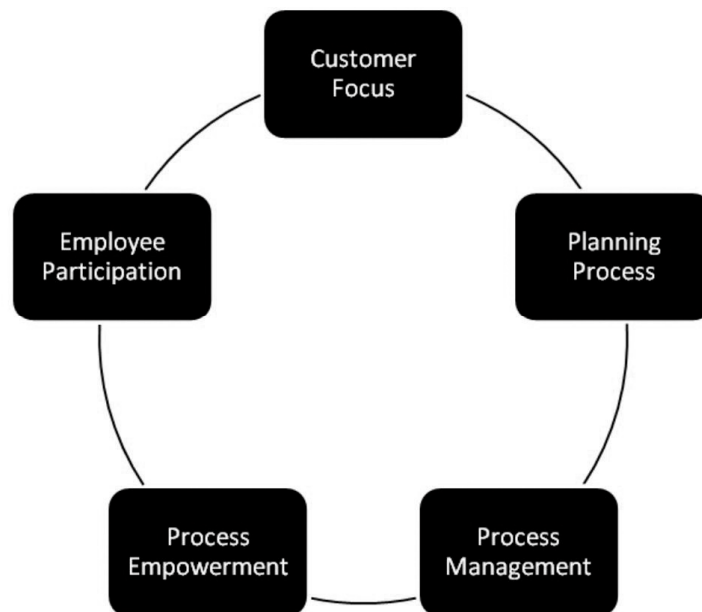 Customer
Focus
Planning
Process
Process
Management
Process
Empowerment
Employee
Participation